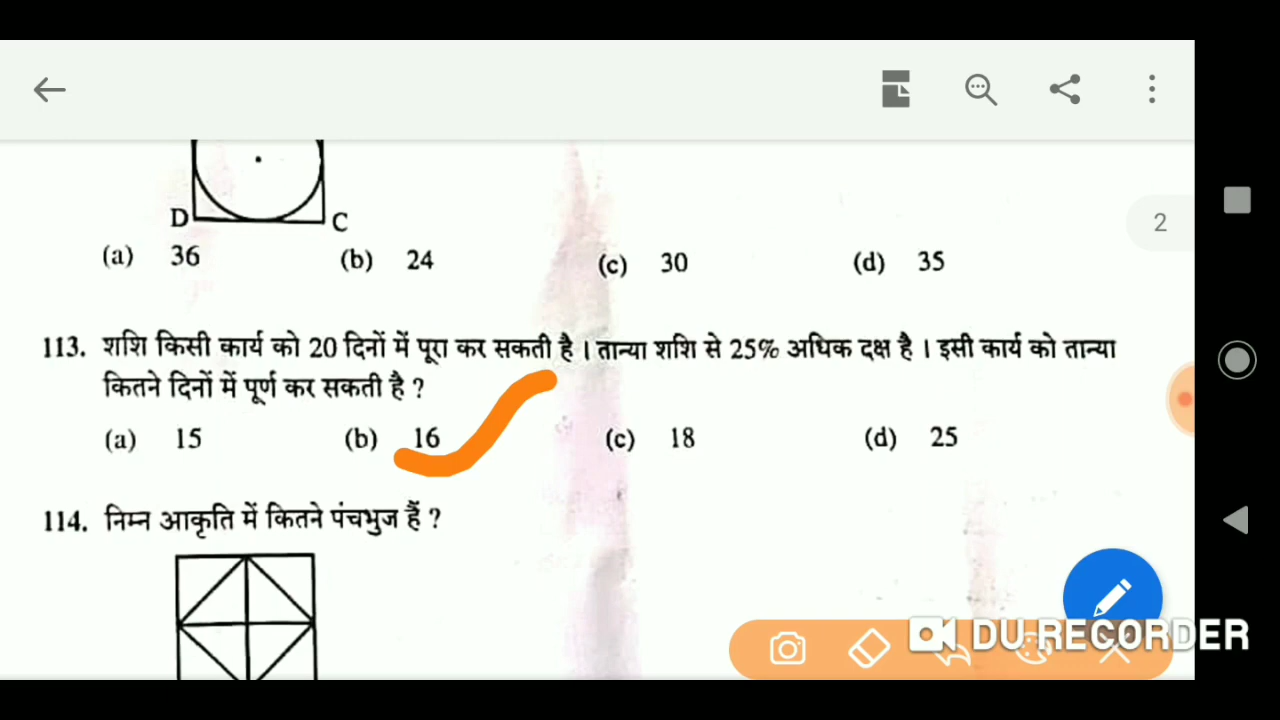 2
D C
(a) 36 (b) 24 (c) 30 (d) 35
113. शशि किसी कार्य को 20 दिनों में पूरा कर सकती है । तान्या शशि से 25% अधिक दक्ष है । इसी कार्य को तान्या
कितने दिनों में पूर्ण कर सकती है ?
(a) 15 (b) 16 (c) 18 (d) 25
114. निम्न आकृति में कितने पंचभुज हैं ?
DU RECORDER